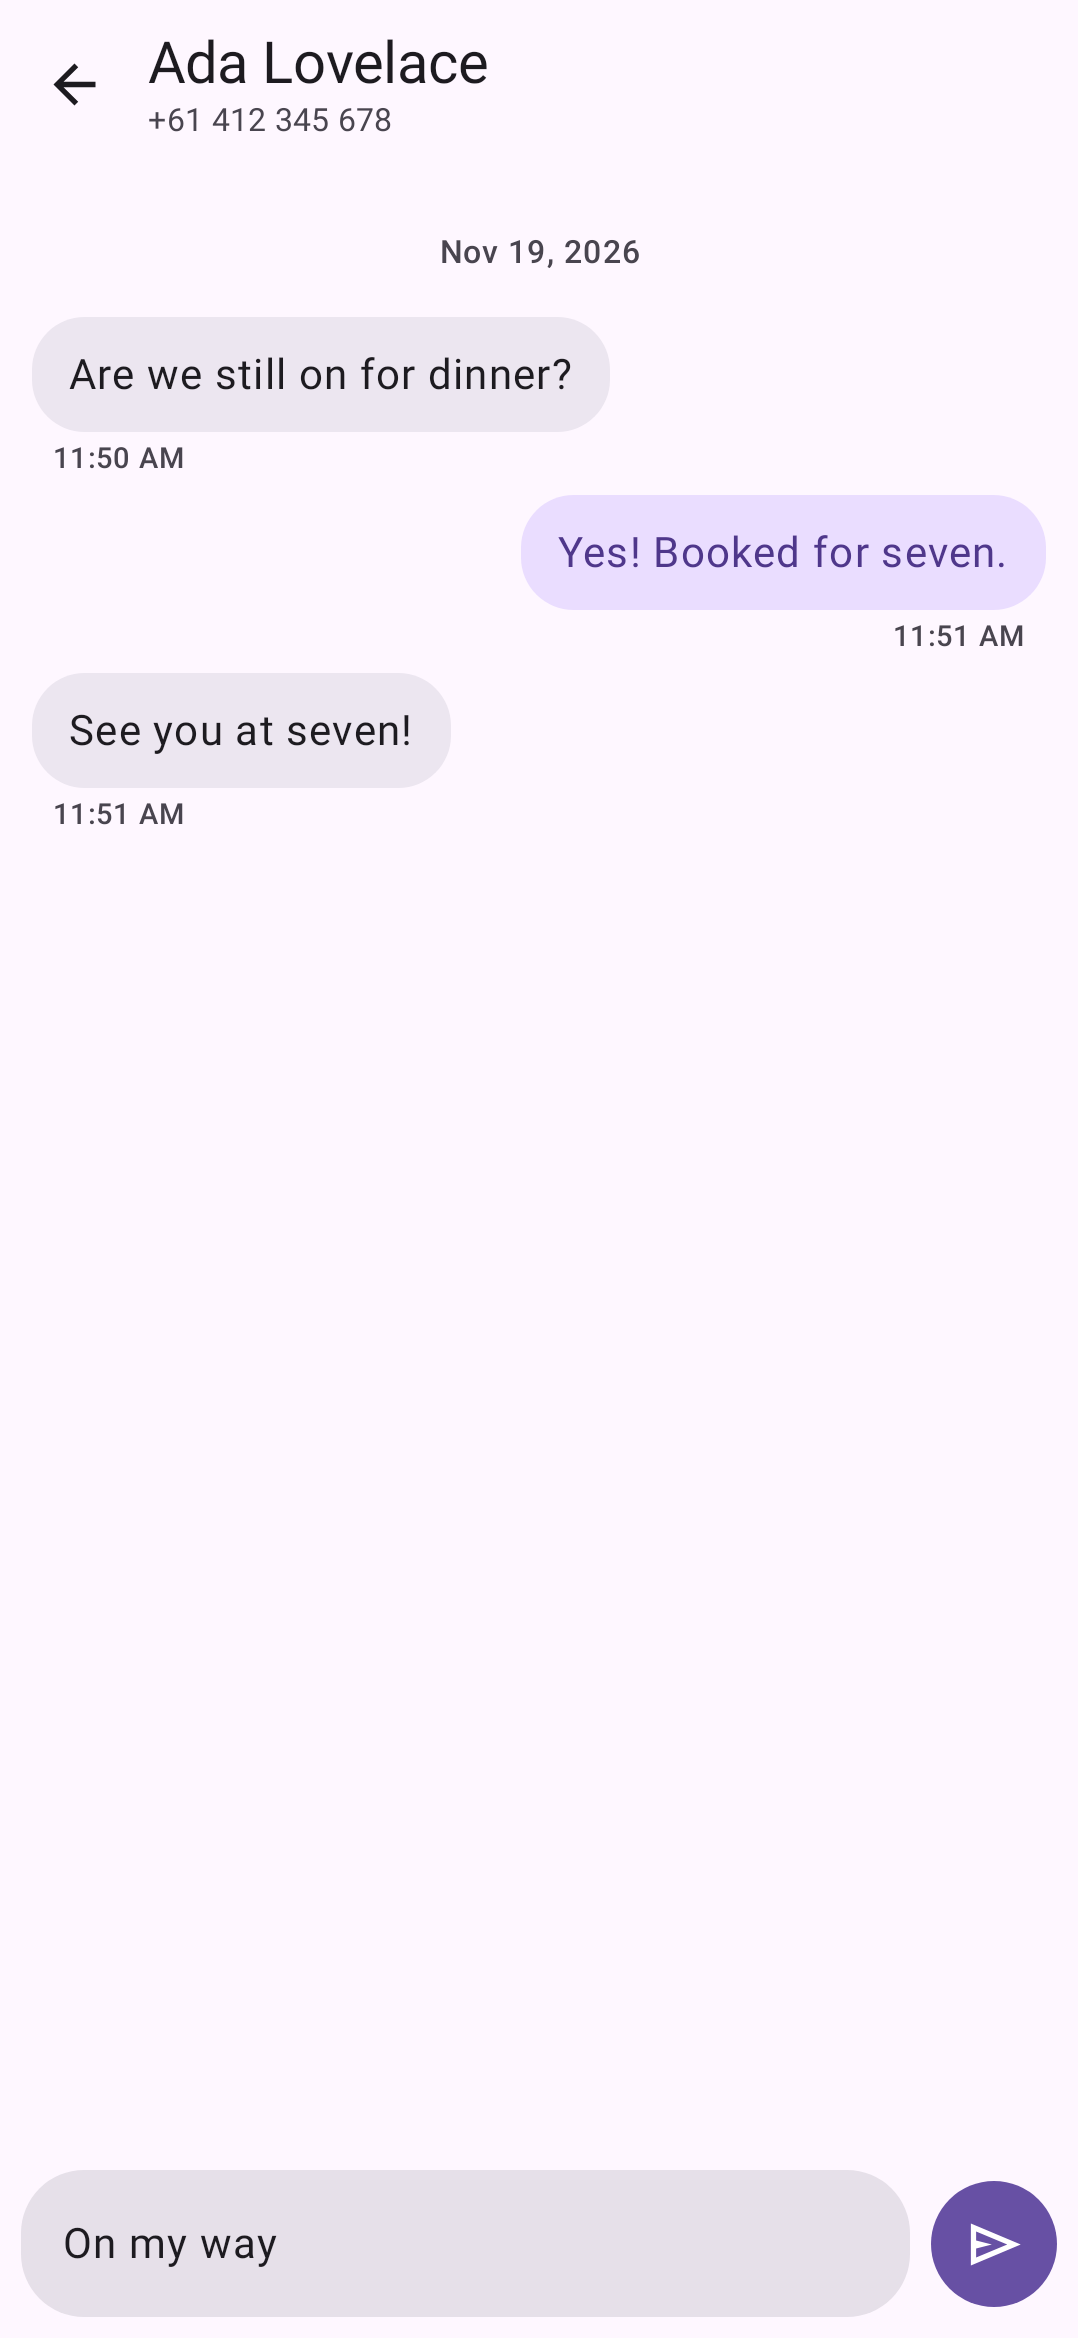 Ada Lovelace
+61 412 345 678
Nov 19, 2026
Are we still on for dinner?
11:50 AM
Yes! Booked for seven.
11:51 AM
See you at seven!
11:51 AM
On my way